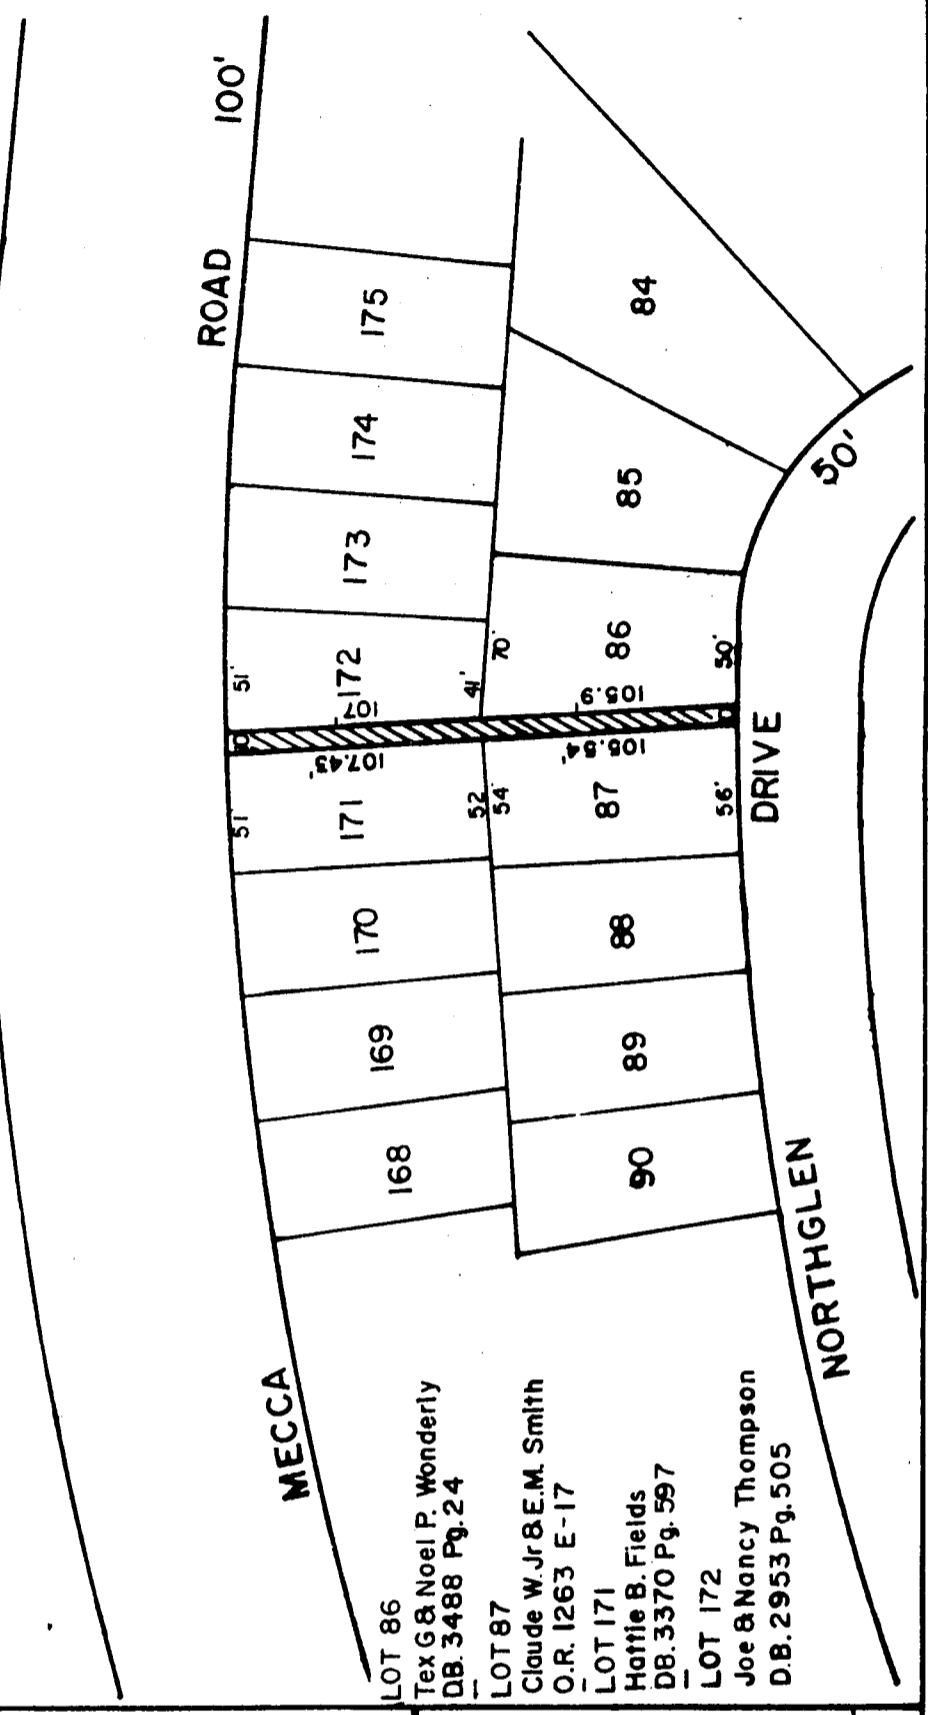 MECCA ROAD 100'
168
169
170
171
172
173
174
175
51'
51'
10
107.43'
107
52
41'
54'
70'
105.54'
105.9
56'
50'
90
89
88
87
86
85
84
NORTHGLEN DRIVE
50'
LOT 86
Tex G & Noel P. Wonderly
D.B. 3488 Pg. 24
LOT 87
Claude W. Jr & E.M. Smith
O.R. 1263 E-17
LOT 171
Hattie B. Fields
DB. 3370 Pg. 597
LOT 172
Joe & Nancy Thompson
D.B. 2953 Pg. 505